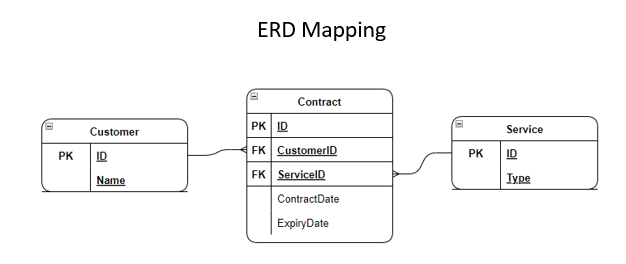 ERD Mapping
Customer
PK ID
Name
Contract
PK ID
FK CustomerID
FK ServiceID
ContractDate
ExpiryDate
Service
PK ID
Type